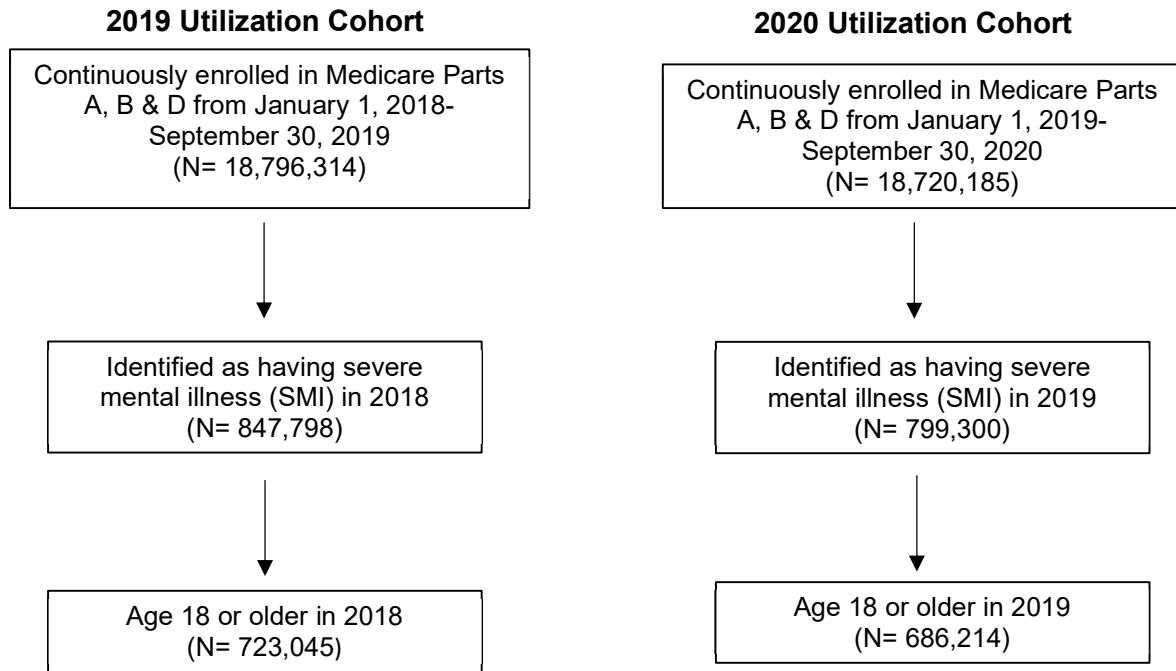 2019 Utilization Cohort
Continuously enrolled in Medicare Parts
A, B & D from January 1, 2018-
September 30, 2019
(N= 18,796,314)
Identified as having severe
mental illness (SMI) in 2018
(N= 847,798)
Age 18 or older in 2018
(N= 723,045)
2020 Utilization Cohort
Continuously enrolled in Medicare Parts
A, B & D from January 1, 2019-
September 30, 2020
(N= 18,720,185)
Identified as having severe
mental illness (SMI) in 2019
(N= 799,300)
Age 18 or older in 2019
(N= 686,214)